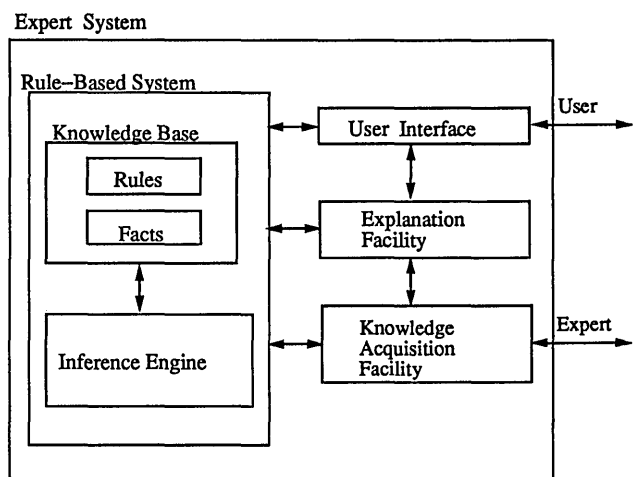 Expert System
Rule-Based System
Knowledge Base
Rules
Facts
Inference Engine
User Interface
Explanation
Facility
Knowledge
Acquisition
Facility
User
Expert